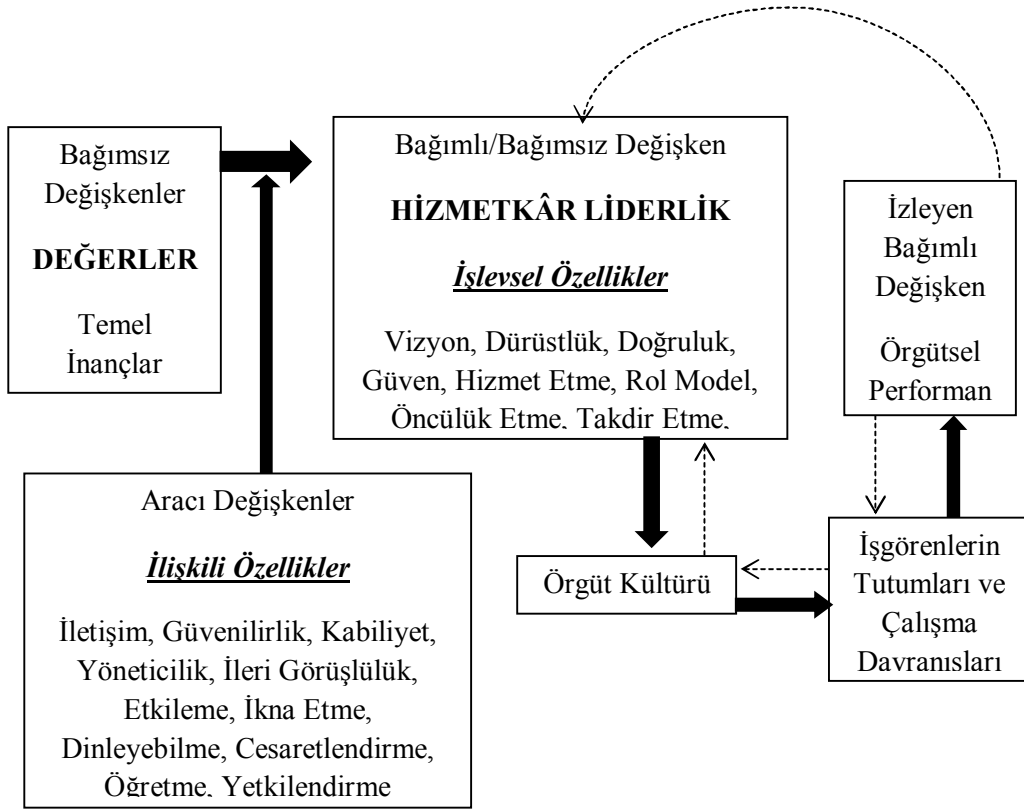 Bağımsız
Değişkenler
DEĞERLER
Temel
İnançlar
Bağımlı/Bağımsız Değişken
HİZMETKÂR LİDERLİK
İşlevsel Özellikler
Vizyon, Dürüstlük, Doğruluk,
Güven, Hizmet Etme, Rol Model,
Öncülük Etme, Takdir Etme,
İzleyen
Bağımlı
Değişken
Örgütsel
Performan
Aracı Değişkenler
İlişkili Özellikler
İletişim, Güvenilirlik, Kabiliyet,
Yöneticilik, İleri Görüşlülük,
Etkileme, İkna Etme,
Dinleyebilme, Cesaretlendirme,
Öğretme, Yetkilendirme
Örgüt Kültürü
İşgörenlerin
Tutumları ve
Çalışma
Davranışları